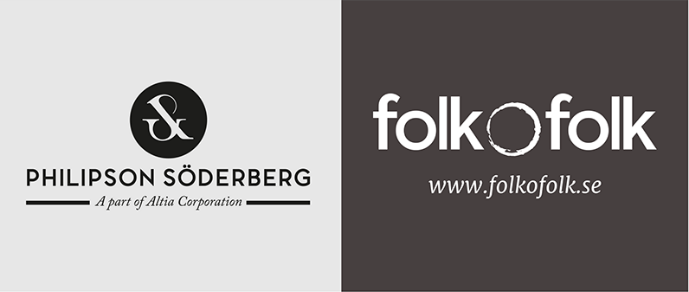 &
PHILIPSON SÖDERBERG
A part of Altia Corporation
folkofolk
www.folkofolk.se